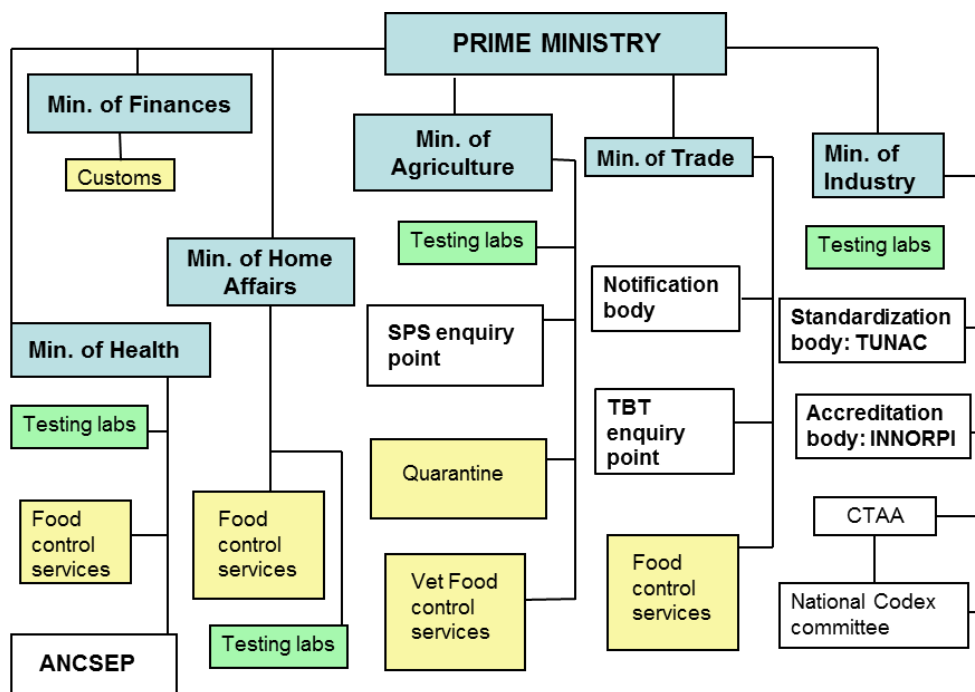 PRIME MINISTRY
Min. of Finances
Customs
Min. of
Agriculture
Min. of Trade
Min. of
Industry
Testing labs
Testing labs
Min. of Home
Affairs
Notification
body
SPS enquiry
point
Standardization
body: TUNAC
Min. of Health
Testing labs
TBT
enquiry
point
Accreditation
body: INNORPI
Quarantine
Food
control
services
Food
control
services
CTAA
Vet Food
control
services
Food
control
services
National Codex
committee
Testing labs
ANCSEP